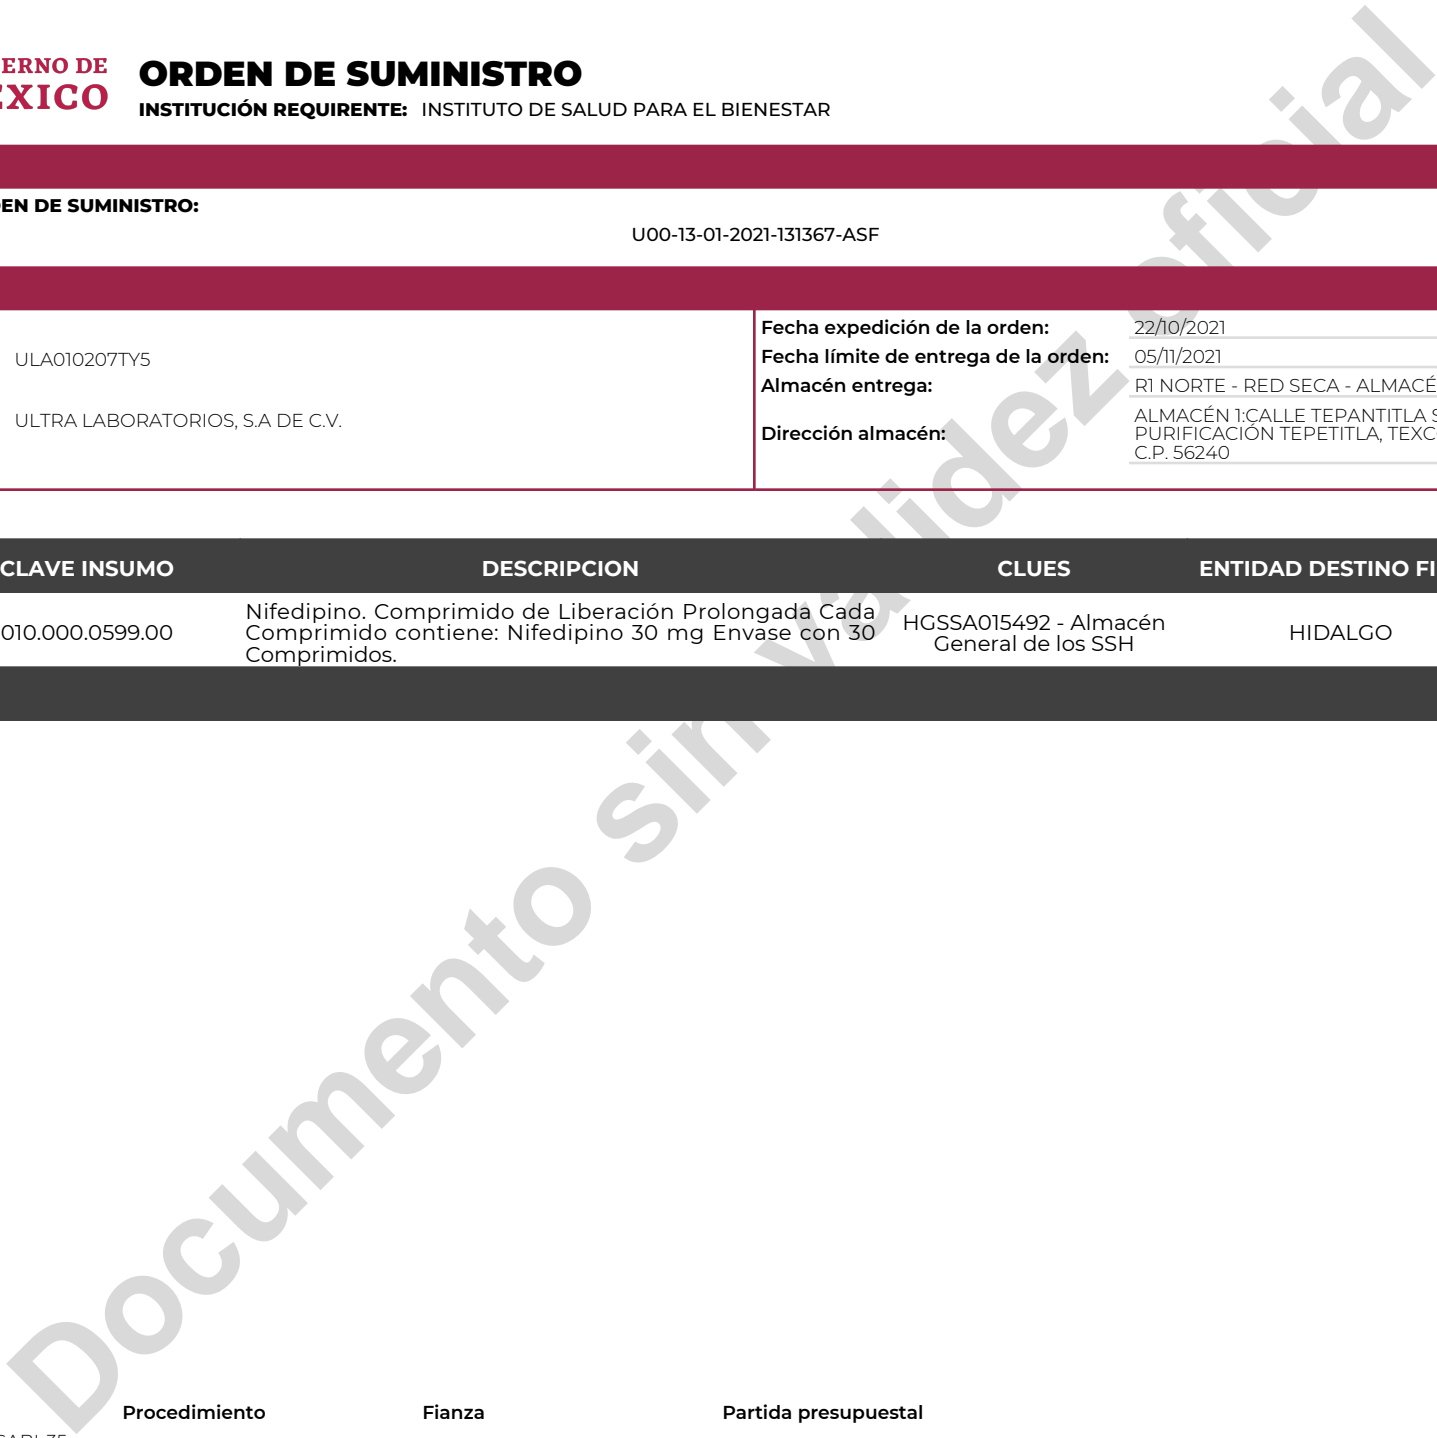 ERNO DE
ÉXICO
ORDEN DE SUMINISTRO
INSTITUCIÓN REQUIRENTE: INSTITUTO DE SALUD PARA EL BIENESTAR
EN DE SUMINISTRO:
U00-13-01-2021-131367-ASF
ULA010207TY5
ULTRA LABORATORIOS, S.A DE C.V.
Fecha expedición de la orden: 22/10/2021
Fecha límite de entrega de la orden: 05/11/2021
Almacén entrega: R1 NORTE - RED SECA - ALMACÉ
Dirección almacén: ALMACÉN 1:CALLE TEPANTITLA S
PURIFICACIÓN TEPETITLA, TEXC
C.P. 56240
CLAVE INSUMO DESCRIPCION CLUES ENTIDAD DESTINO FI
010.000.0599.00
Nifedipino. Comprimido de Liberación Prolongada Cada
Comprimido contiene: Nifedipino 30 mg Envase con 30
Comprimidos.
HGSSA015492 - Almacén
General de los SSH
HIDALGO
Documento sin validez oficial
Procedimiento Fianza Partida presupuestal